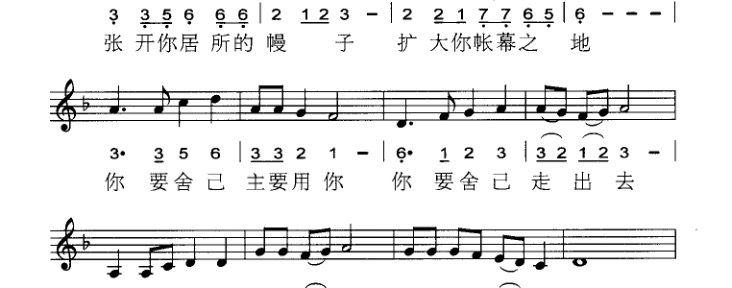 3 3 5 6 6 6 | 2 1 2 3 – | 2 2 1 7 7 6 5 | 6 – – – |
张 开你居 所的 幔 子 扩 大你帐幕之 地
3• 3 5 6 | 3 3 2 1 – | 6• 1 2 3 | 3 2 1 2 3 – |
你 要舍己 主要用你 你 要舍己 走出去